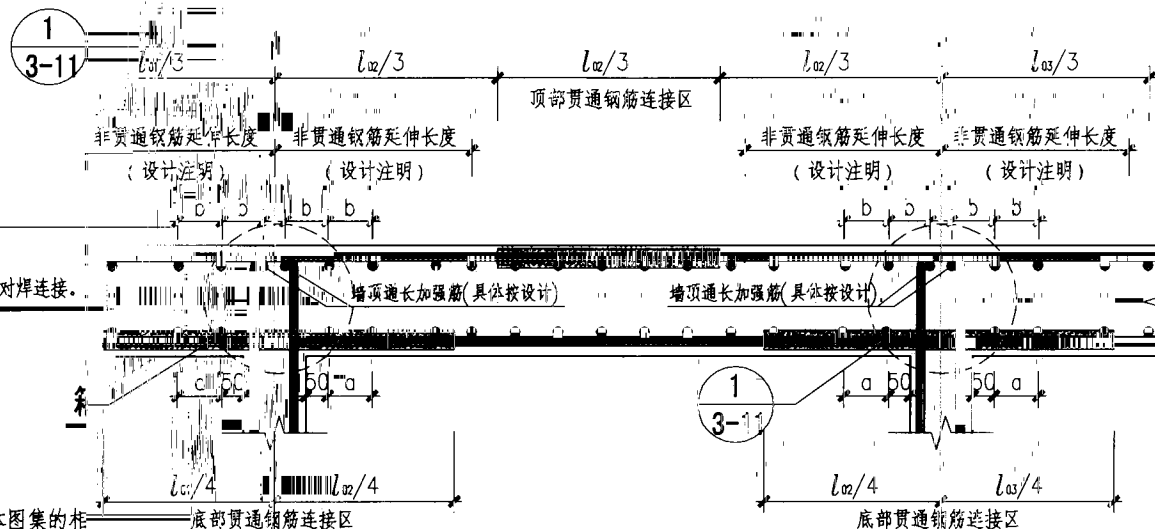 1
3-11
l01/3
l02/3
l02/3
l02/3
l03/3
顶部贯通钢筋连接区
非贯通钢筋延伸长度
非贯通钢筋延伸长度
非贯通钢筋延伸长度
非贯通钢筋延伸长度
(设计注明)
(设计注明)
(设计注明)
(设计注明)
b
b
b
b
b
b
对焊连接。
墙顶通长加强筋(具体按设计)
墙顶通长加强筋(具体按设计)
50
50
a
a
50
50
a
1
3-11
l01/4
l02/4
l02/4
l03/4
本图集的相
底部贯通钢筋连接区
底部贯通钢筋连接区